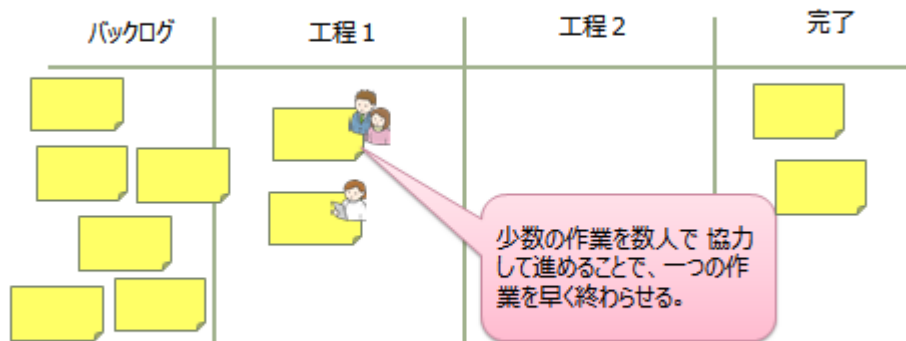 バックログ
工程1
工程2
完了
少数の作業を数人で 協力
して進めることで、一つの作
業を早く終わらせる。